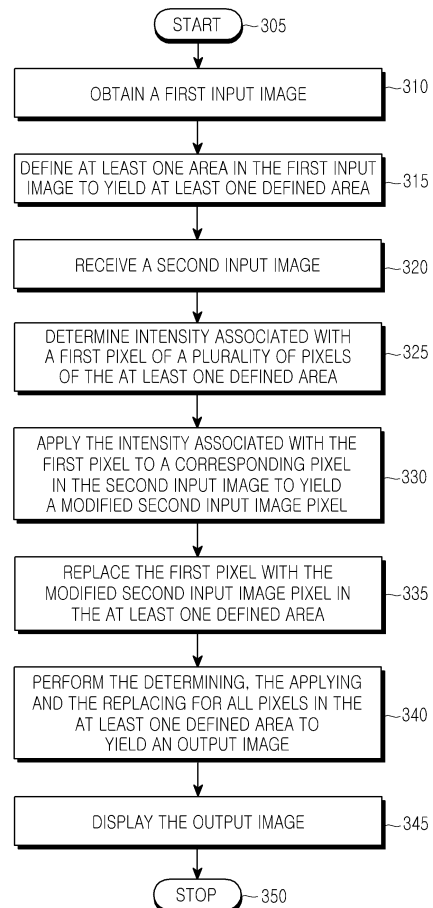 START
305
OBTAIN A FIRST INPUT IMAGE
310
DEFINE AT LEAST ONE AREA IN THE FIRST INPUT
IMAGE TO YIELD AT LEAST ONE DEFINED AREA
315
RECEIVE A SECOND INPUT IMAGE
320
DETERMINE INTENSITY ASSOCIATED WITH
A FIRST PIXEL OF A PLURALITY OF PIXELS
OF THE AT LEAST ONE DEFINED AREA
325
APPLY THE INTENSITY ASSOCIATED WITH THE
FIRST PIXEL TO A CORRESPONDING PIXEL
IN THE SECOND INPUT IMAGE TO YIELD
A MODIFIED SECOND INPUT IMAGE PIXEL
330
REPLACE THE FIRST PIXEL WITH THE
MODIFIED SECOND INPUT IMAGE PIXEL IN
THE AT LEAST ONE DEFINED AREA
335
PERFORM THE DETERMINING, THE APPLYING
AND THE REPLACING FOR ALL PIXELS IN THE
AT LEAST ONE DEFINED AREA TO
YIELD AN OUTPUT IMAGE
340
DISPLAY THE OUTPUT IMAGE
345
STOP
350